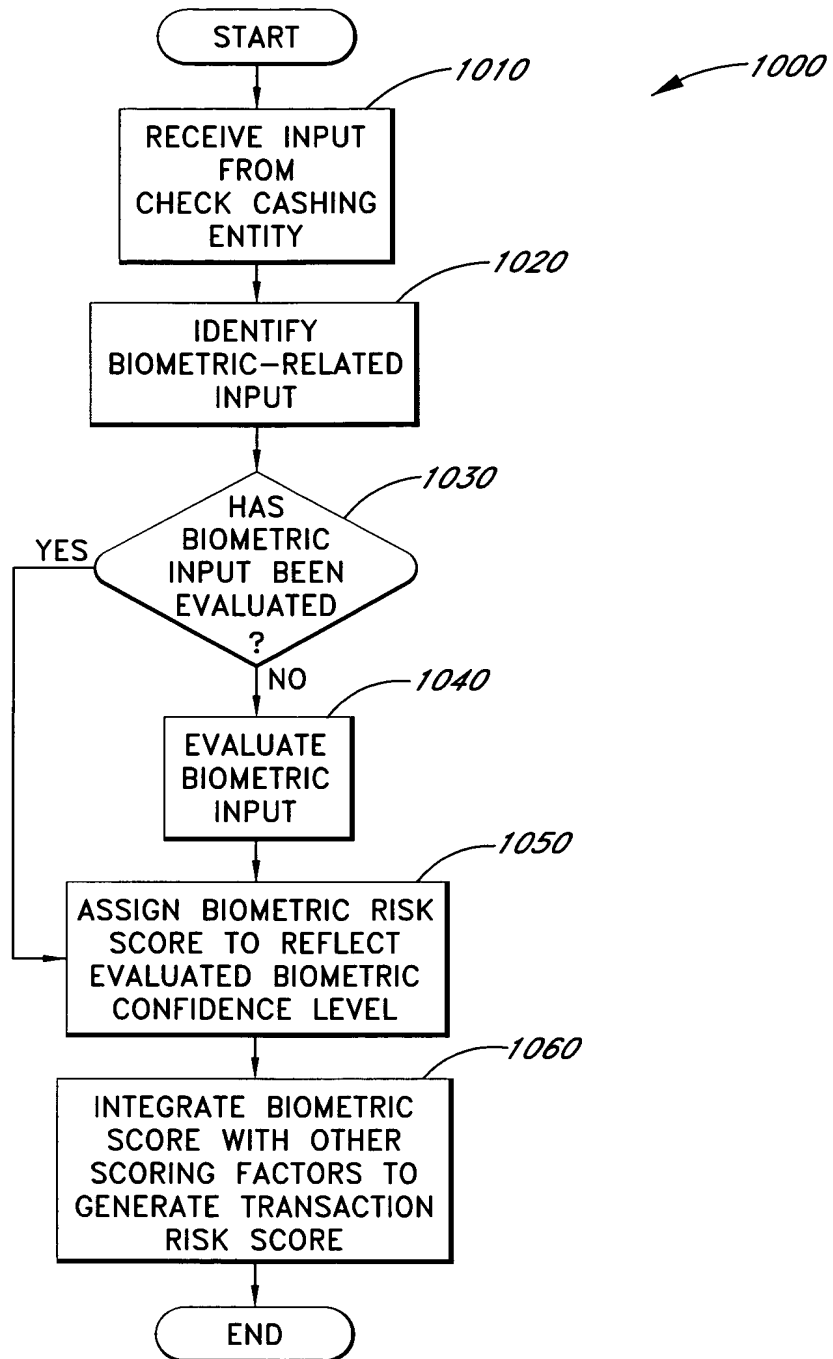 START
1010
1000
RECEIVE INPUT
FROM
CHECK CASHING
ENTITY
1020
IDENTIFY
BIOMETRIC-RELATED
INPUT
1030
HAS
BIOMETRIC
INPUT BEEN
EVALUATED
?
YES
NO
1040
EVALUATE
BIOMETRIC
INPUT
1050
ASSIGN BIOMETRIC RISK
SCORE TO REFLECT
EVALUATED BIOMETRIC
CONFIDENCE LEVEL
1060
INTEGRATE BIOMETRIC
SCORE WITH OTHER
SCORING FACTORS TO
GENERATE TRANSACTION
RISK SCORE
END